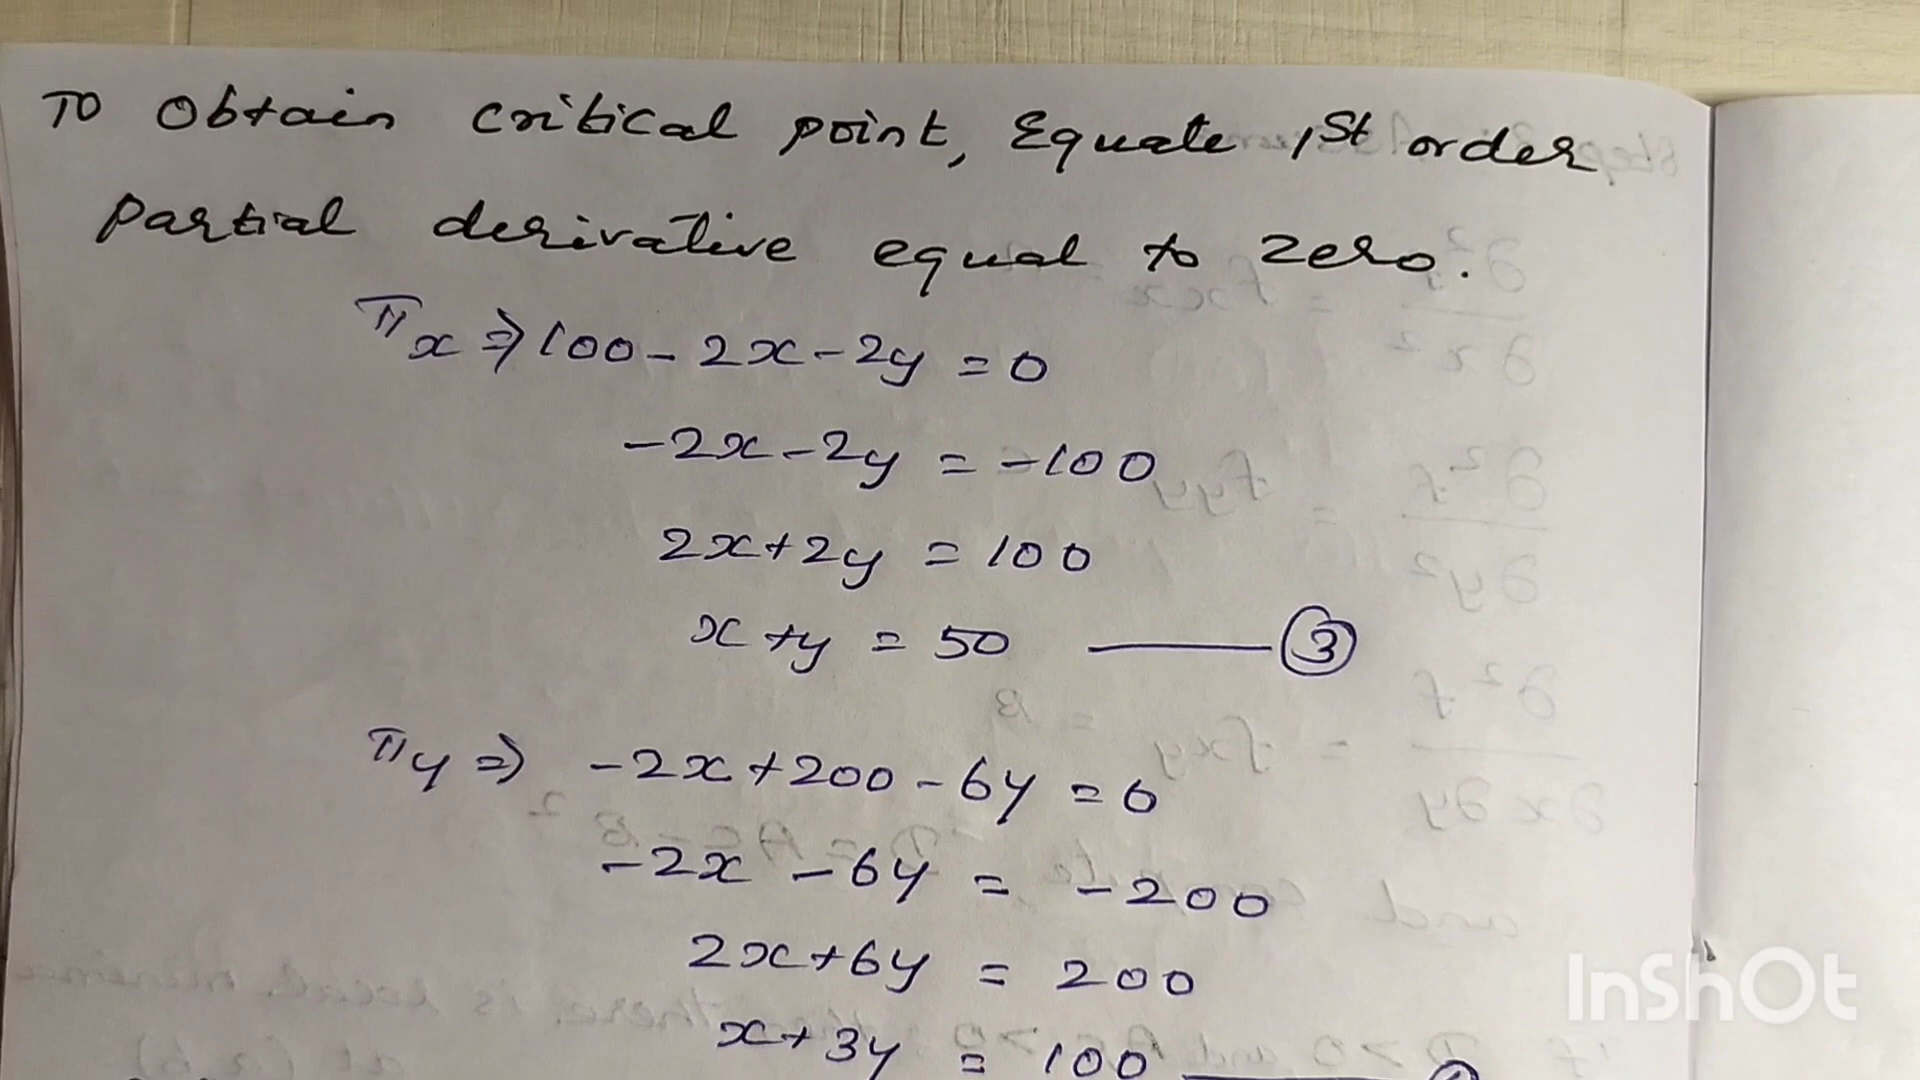 To obtain critical point, Equate 1st order
Partial derivative equal to zero.
πx ⇒ 100 - 2x - 2y = 0
-2x - 2y = -100
2x + 2y = 100
x + y = 50 —— ③
πy ⇒ -2x + 200 - 6y = 0
-2x - 6y = -200
2x + 6y = 200
x + 3y = 100 ——
InShOt